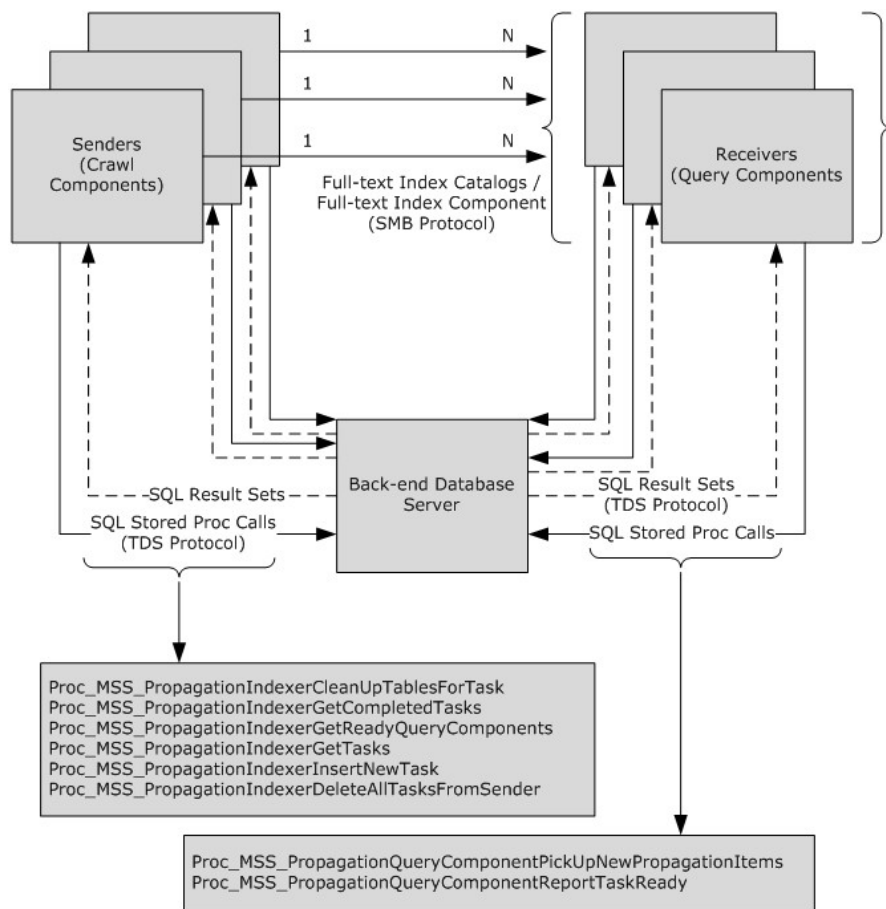 1 N
1 N
1 N
Senders
(Crawl
Components)
Full-text Index Catalogs /
Full-text Index Component
(SMB Protocol)
Receivers
(Query Components
Back-end Database
Server
SQL Result Sets
SQL Stored Proc Calls
(TDS Protocol)
SQL Result Sets
(TDS Protocol)
SQL Stored Proc Calls
Proc_MSS_PropagationIndexerCleanUpTablesForTask
Proc_MSS_PropagationIndexerGetCompletedTasks
Proc_MSS_PropagationIndexerGetReadyQueryComponents
Proc_MSS_PropagationIndexerGetTasks
Proc_MSS_PropagationIndexerInsertNewTask
Proc_MSS_PropagationIndexerDeleteAllTasksFromSender
Proc_MSS_PropagationQueryComponentPickUpNewPropagationItems
Proc_MSS_PropagationQueryComponentReportTaskReady